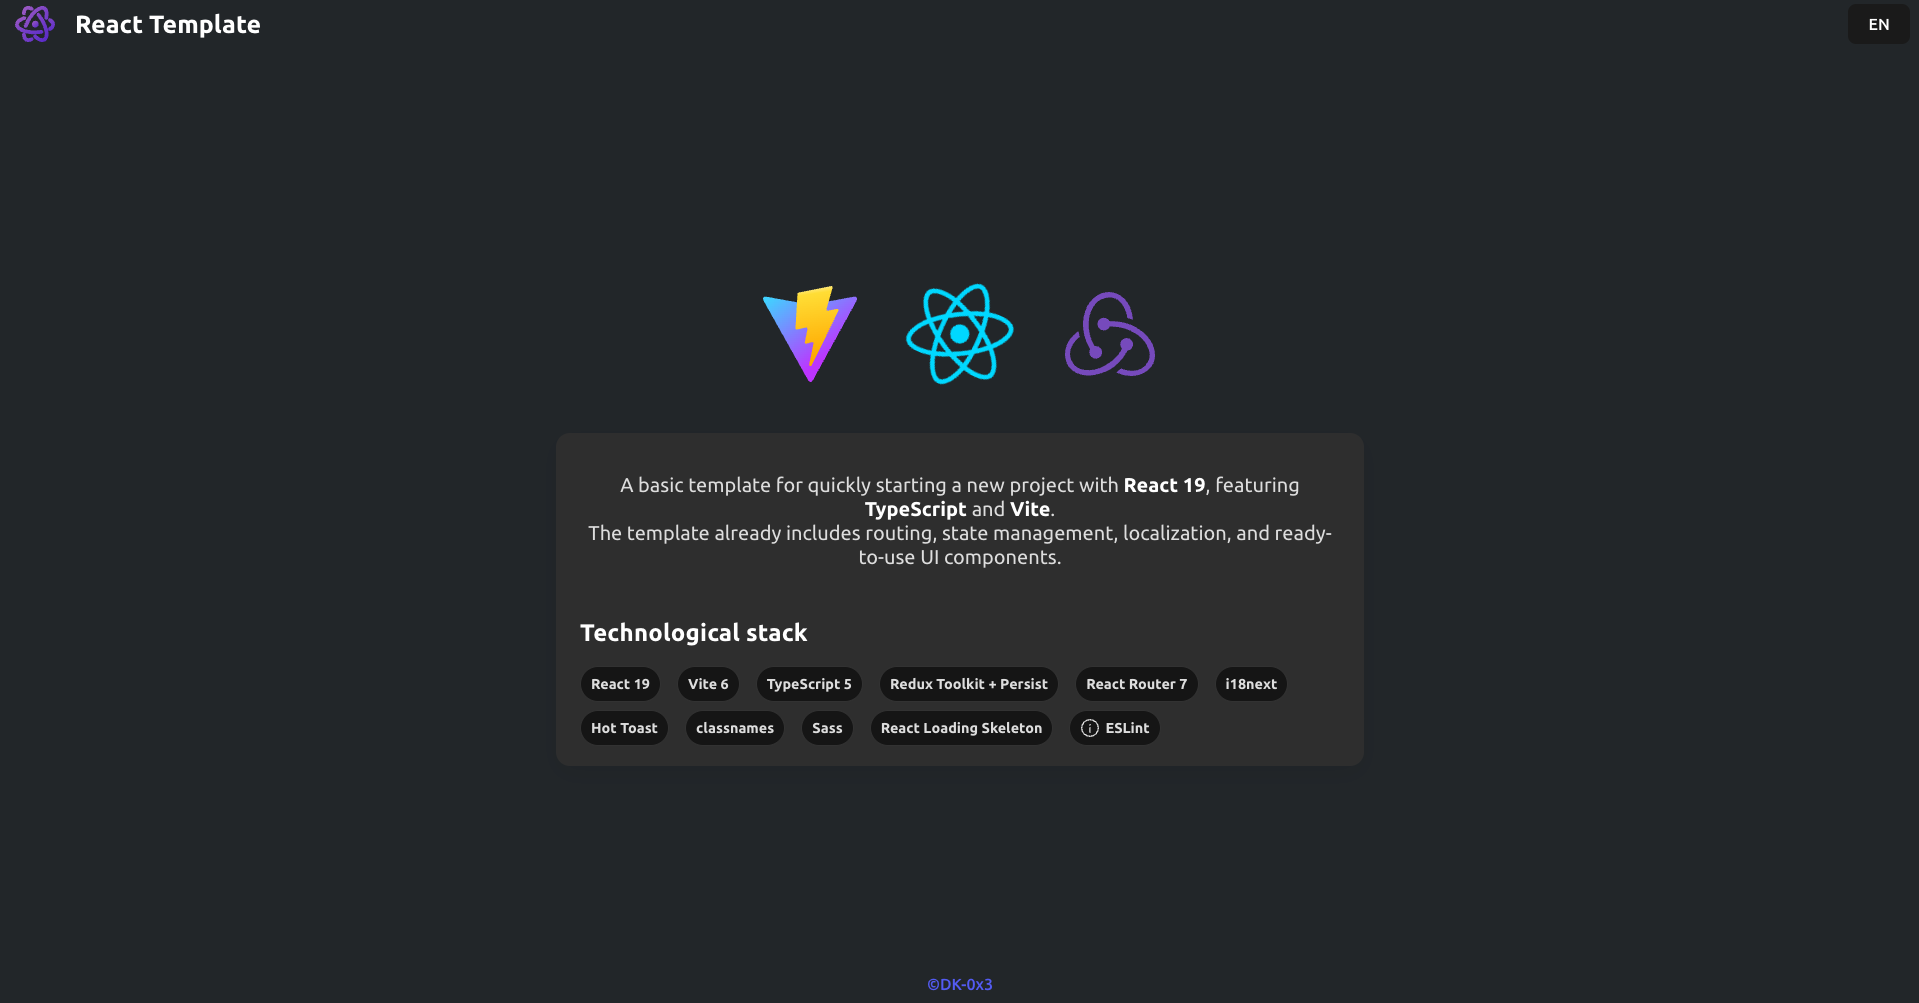 React Template
EN
A basic template for quickly starting a new project with React 19, featuring
TypeScript and Vite.
The template already includes routing, state management, localization, and ready-
to-use UI components.
Technological stack
React 19 Vite 6 TypeScript 5 Redux Toolkit + Persist React Router 7 i18next
Hot Toast classnames Sass React Loading Skeleton ESLint
©DK-0x3